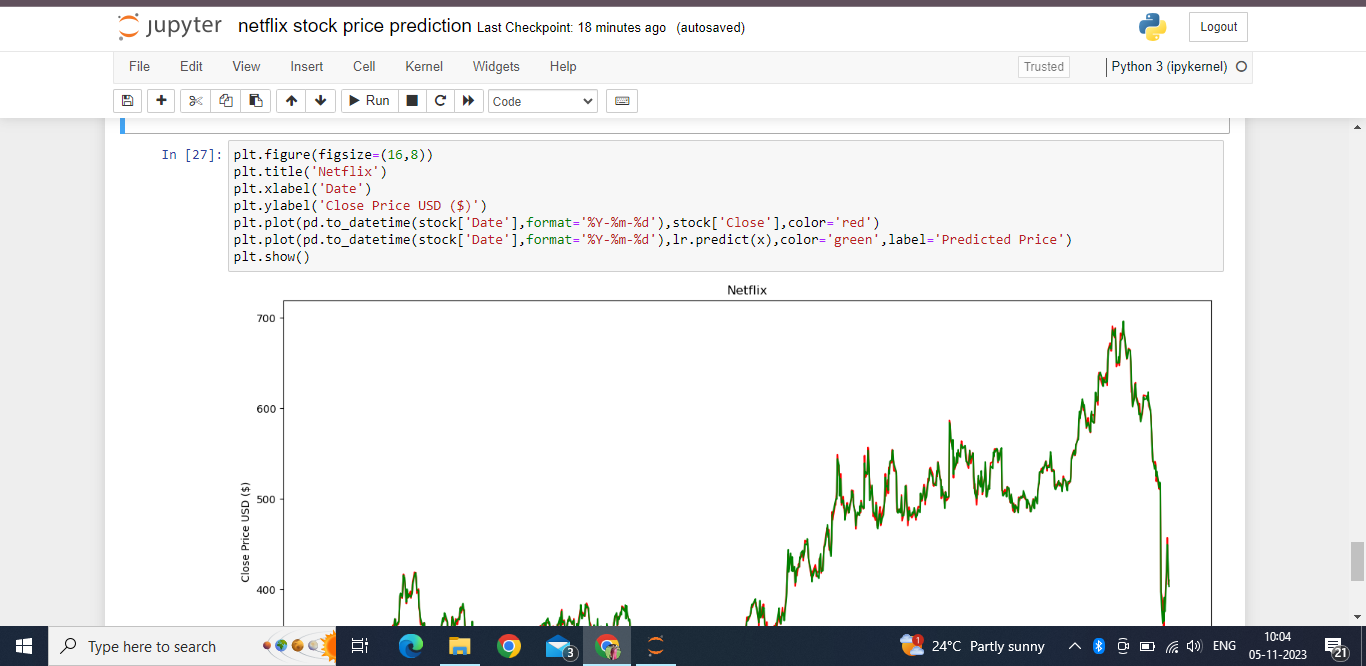 jupyter netflix stock price prediction Last Checkpoint: 18 minutes ago (autosaved)
Logout
File Edit View Insert Cell Kernel Widgets Help
Trusted
Python 3 (ipykernel)
Run
Code
In [27]:
plt.figure(figsize=(16,8))
plt.title('Netflix')
plt.xlabel('Date')
plt.ylabel('Close Price USD ($)')
plt.plot(pd.to_datetime(stock['Date'],format='%Y-%m-%d'),stock['Close'],color='red')
plt.plot(pd.to_datetime(stock['Date'],format='%Y-%m-%d'),lr.predict(x),color='green',label='Predicted Price')
plt.show()
Netflix
700
600
500
400
Close Price USD ($)
Type here to search
3
1
24°C Partly sunny
ENG
10:04
05-11-2023
21